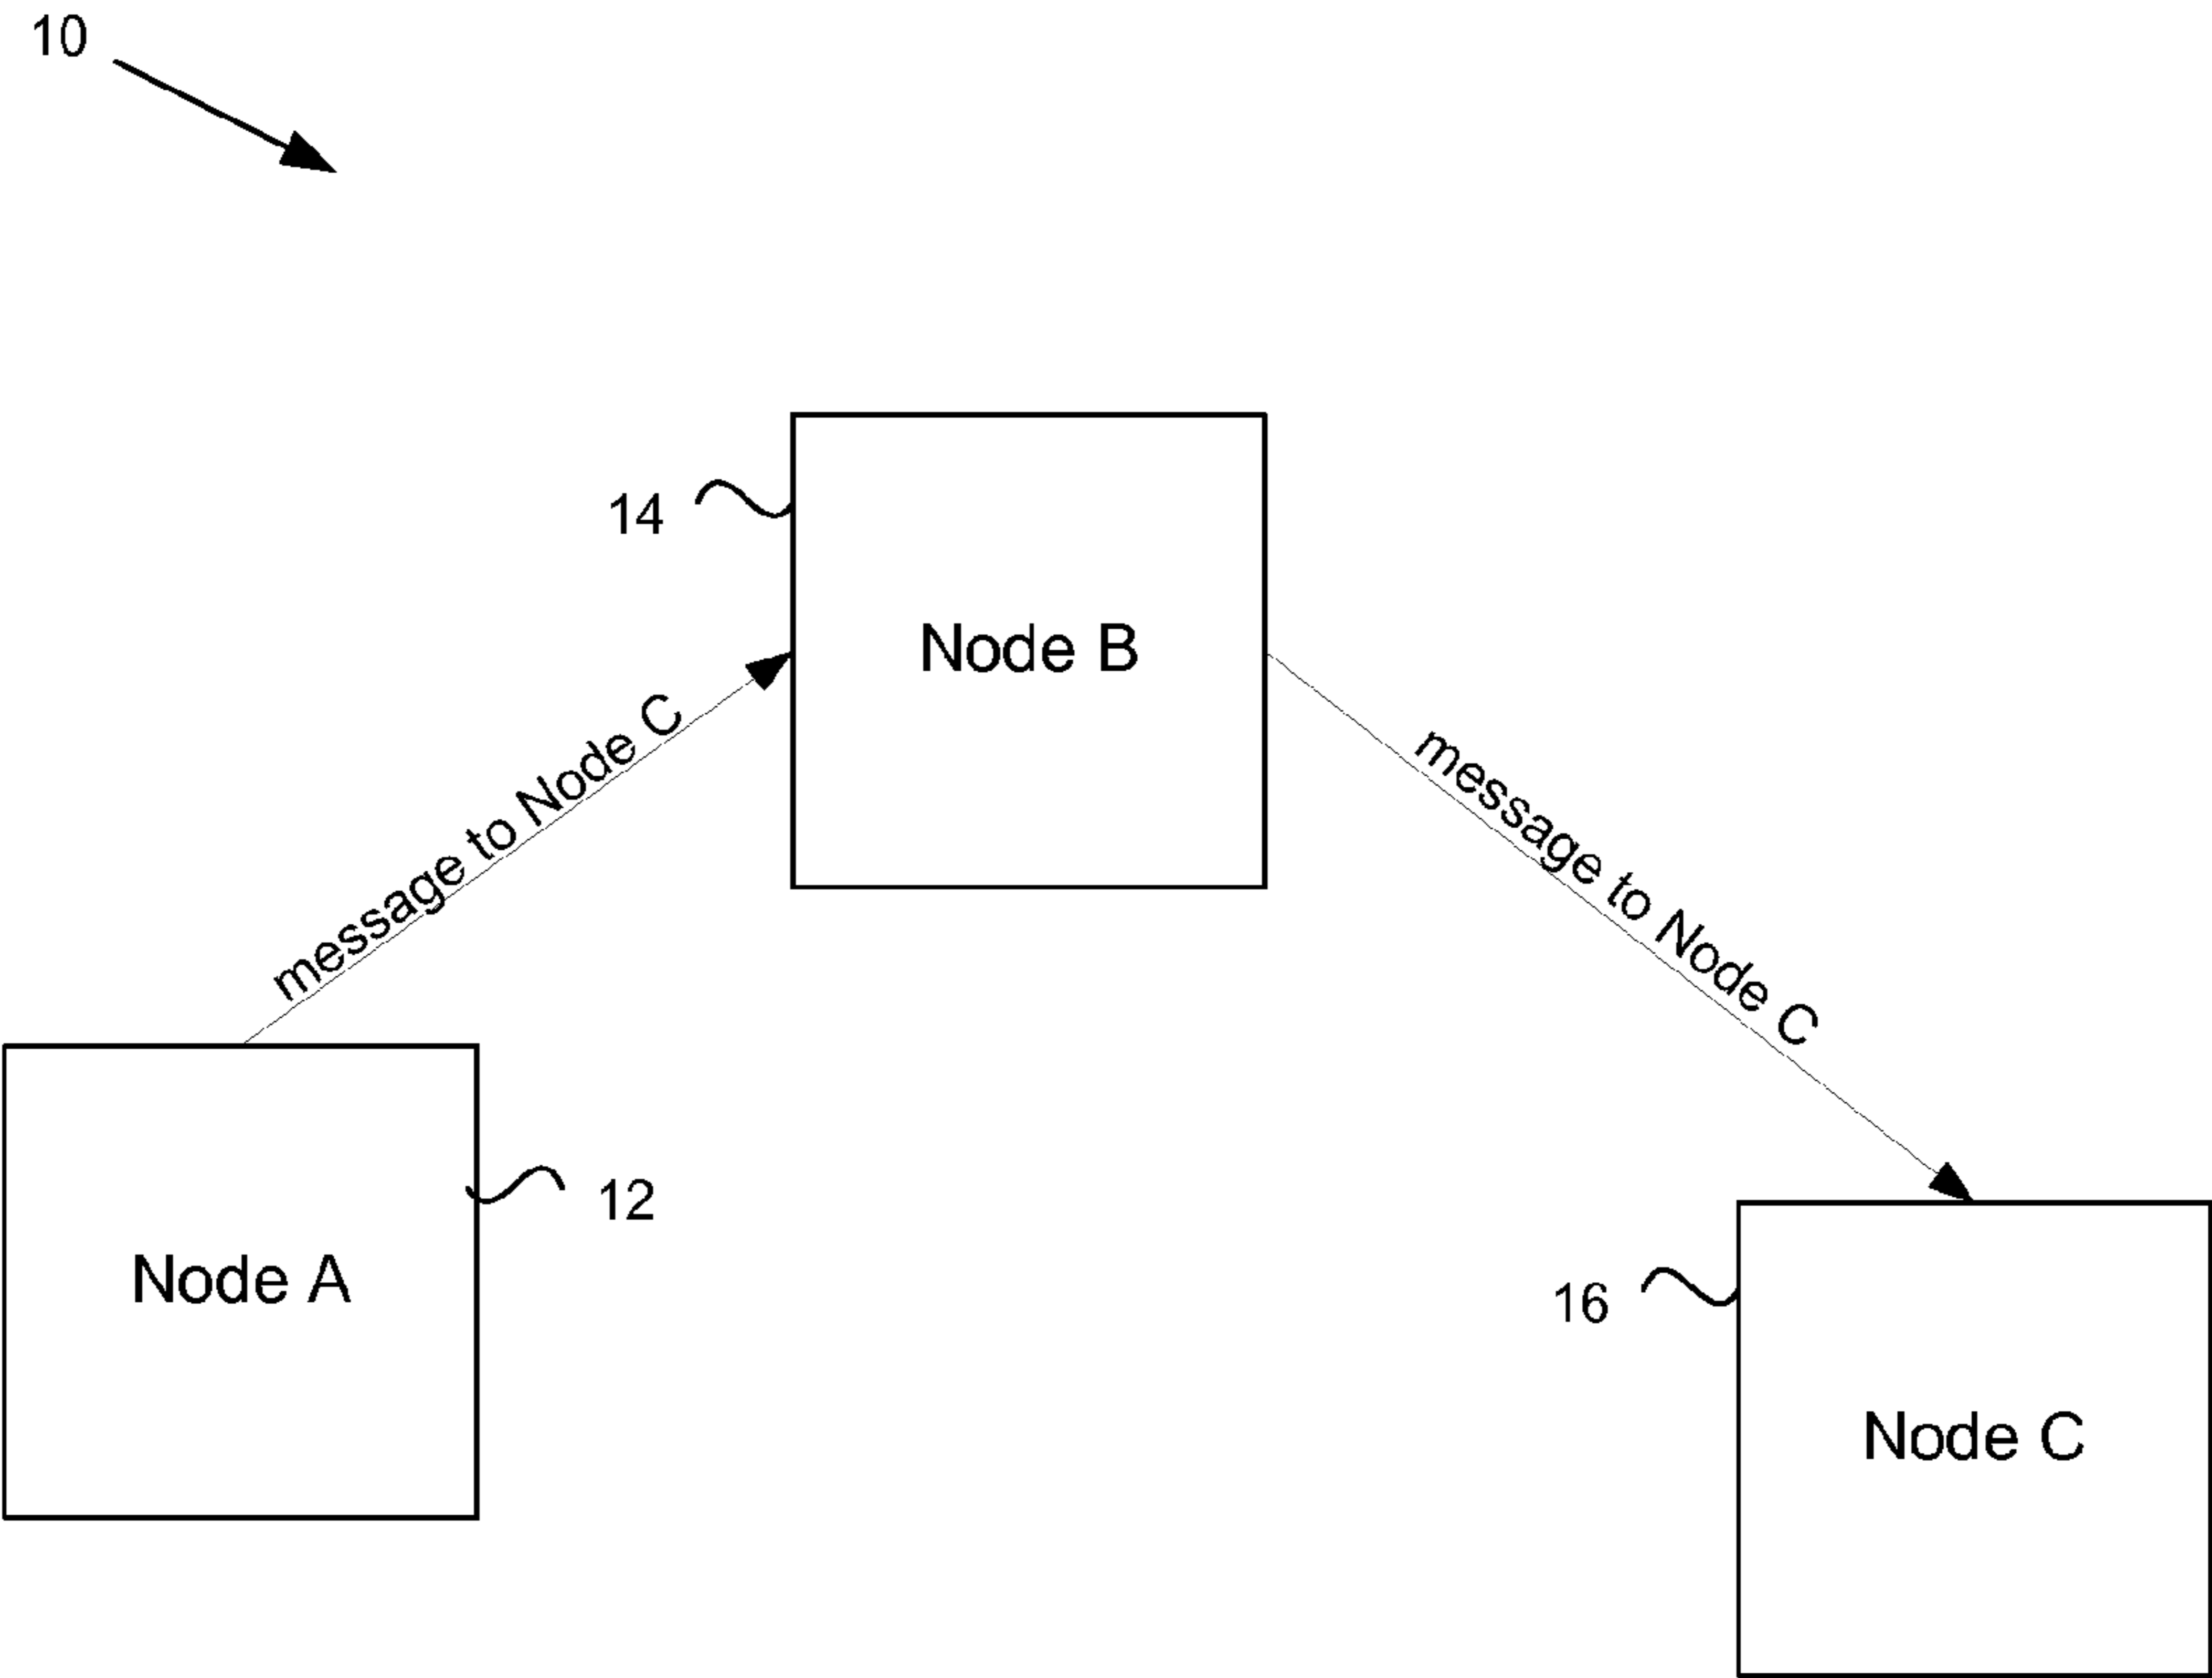 10
14
Node B
message to Node C
message to Node C
12
Node A
16
Node C